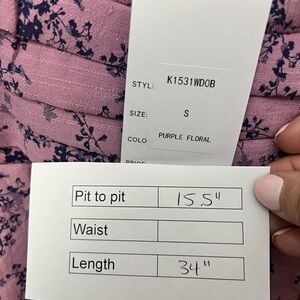 STYL K1531WD0B
SIZE: S
COLO PURPLE FLORAL
Pit to pit 15.5"
Waist
Length 34"